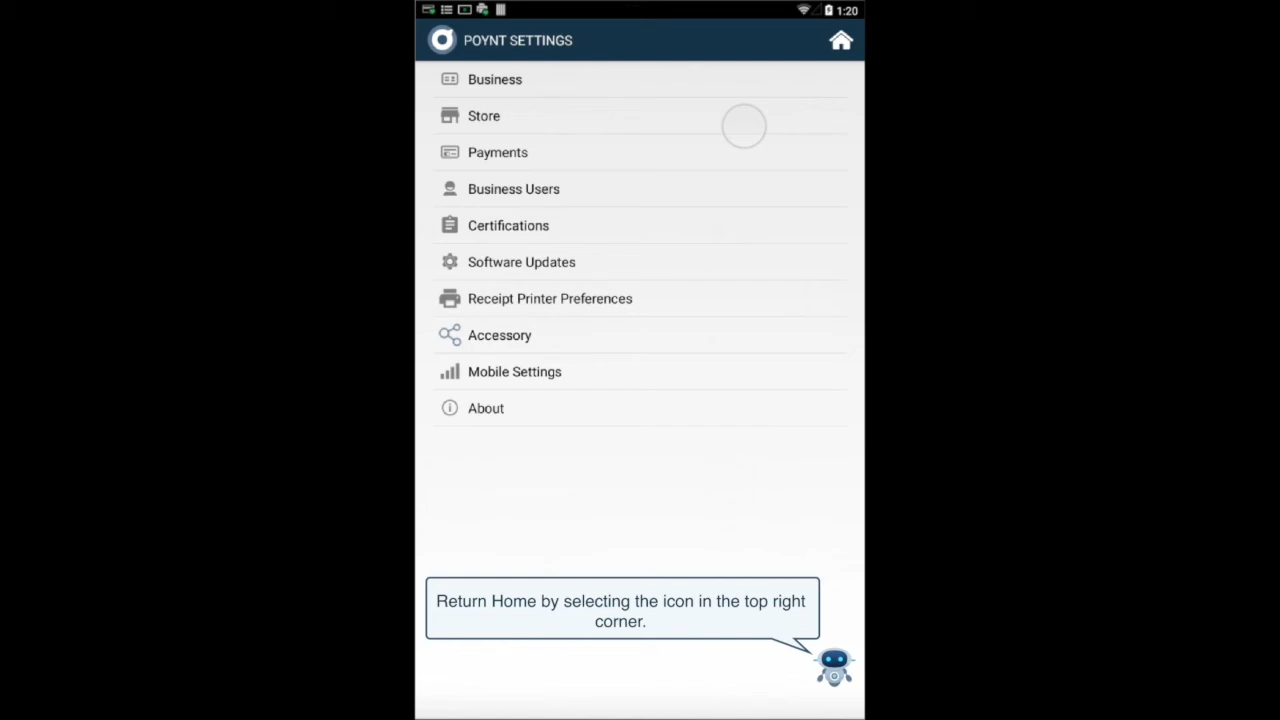 1:20
POYNT SETTINGS
Business
Store
Payments
Business Users
Certifications
Software Updates
Receipt Printer Preferences
Accessory
Mobile Settings
About
Return Home by selecting the icon in the top right
corner.